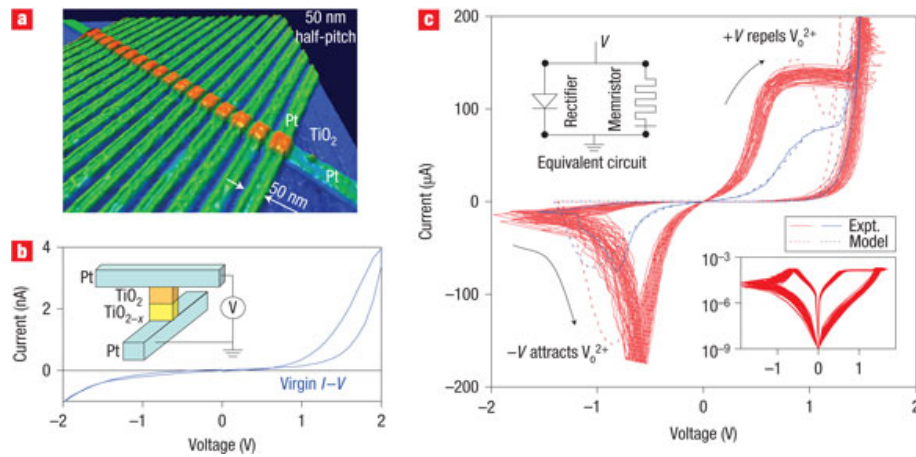 a
50 nm
half-pitch
Pt
TiO2
Pt
50 nm
b
Current (nA)
4
2
0
Pt
TiO2
TiO2−x
Pt
V
Virgin I–V
−2
−1
0
1
2
Voltage (V)
c
Current (μA)
200
100
0
−100
−200
V
Rectifier
Memristor
Equivalent circuit
+V repels Vo2+
−V attracts Vo2+
Expt.
Model
10−3
10−6
10−9
−1
0
1
−2
−1
0
1
Voltage (V)